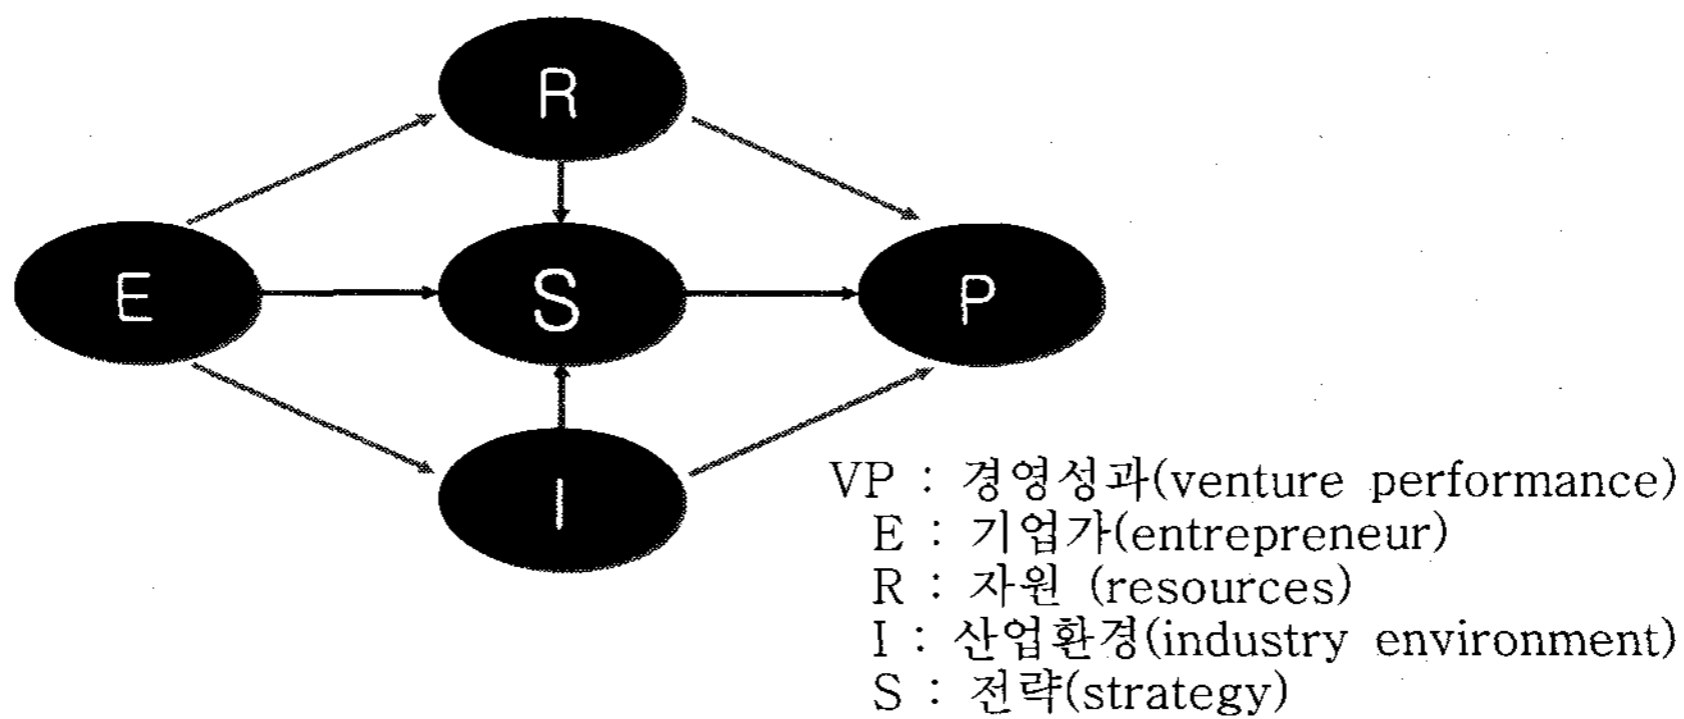 R
E
S
P
I
VP : 경영성과(venture performance)
E : 기업가(entrepreneur)
R : 자원 (resources)
I : 산업환경(industry environment)
S : 전략(strategy)